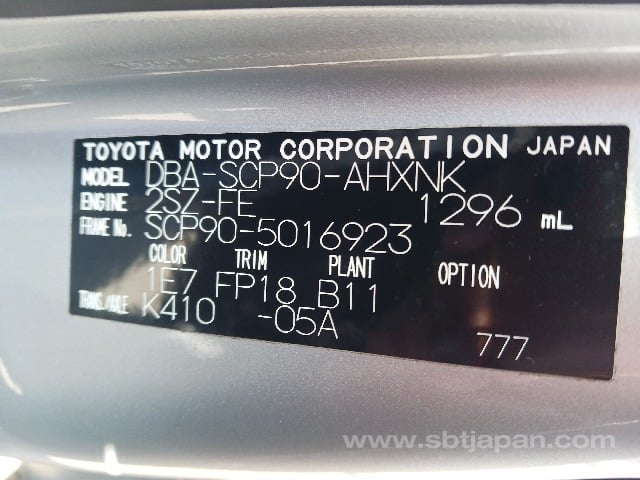 TOYOTA MOTOR CORPORATION JAPAN
MODEL DBA-SCP90-AHXNK
ENGINE 2SZ-FE 1296 mL
FRAME No. SCP90-5016923
COLOR TRIM PLANT OPTION
1E7 FP18 B11
TRANS./AXLE K410 -05A
777
www.sbtjapan.com